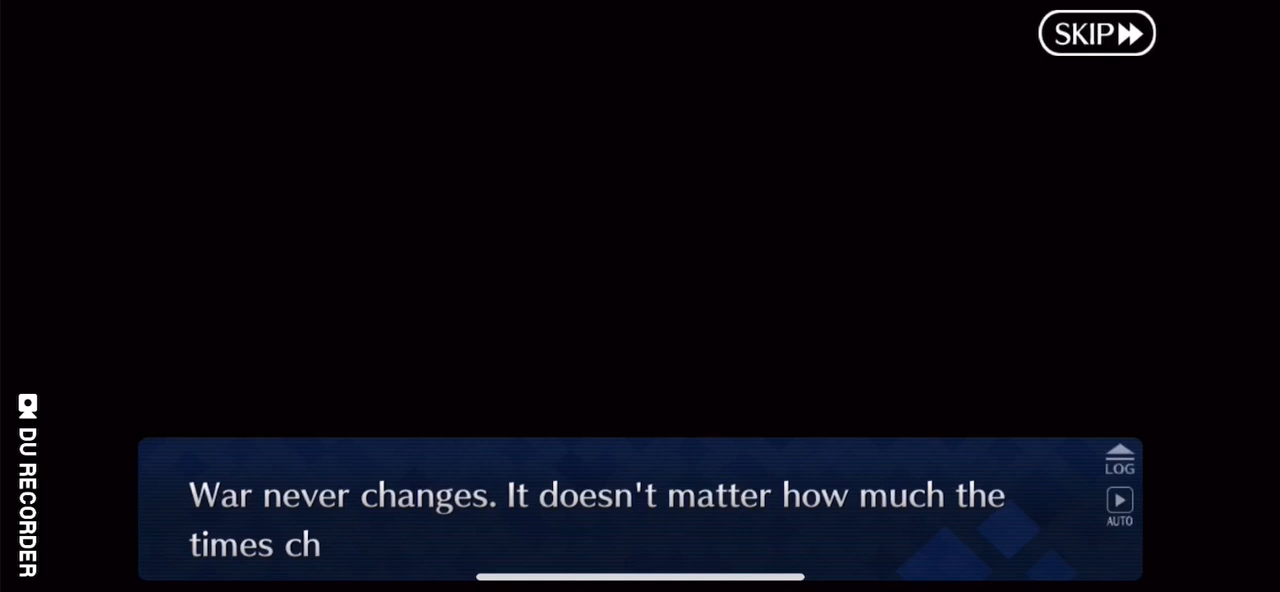 SKIP
LOG
War never changes. It doesn't matter how much the
times ch
AUTO
DU RECORDER